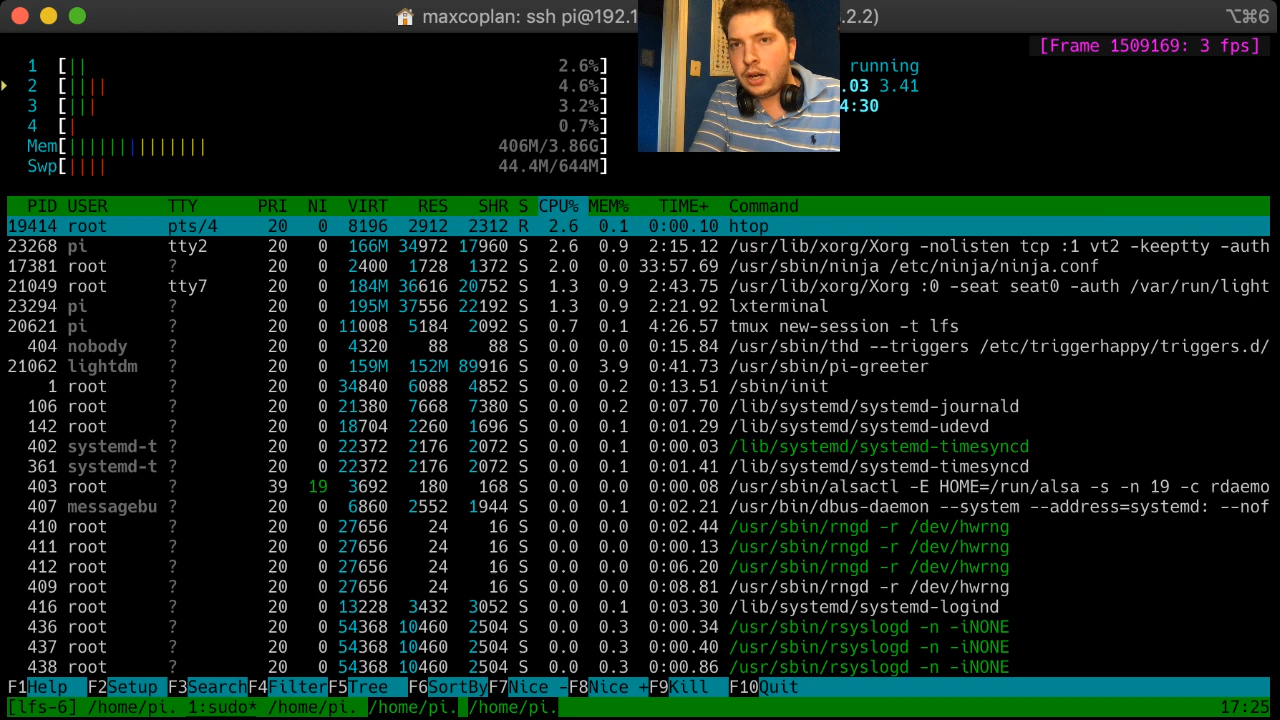 maxcoplan: ssh pi@192.1 .2.2) ⌥⌘6
[Frame 1509169: 3 fps]
1 [|| 2.6%] running
2 [|||| 4.6%] .03 3.41
3 [||| 3.2%] 4:30
4 [| 0.7%]
Mem[|||||||||||||| 406M/3.86G]
Swp[|||| 44.4M/644M]
PID USER TTY PRI NI VIRT RES SHR S CPU% MEM% TIME+ Command
19414 root pts/4 20 0 8196 2912 2312 R 2.6 0.1 0:00.10 htop
23268 pi tty2 20 0 166M 34972 17960 S 2.6 0.9 2:15.12 /usr/lib/xorg/Xorg -nolisten tcp :1 vt2 -keeptty -auth
17381 root ? 20 0 2400 1728 1372 S 2.0 0.0 33:57.69 /usr/sbin/ninja /etc/ninja/ninja.conf
21049 root tty7 20 0 184M 36616 20752 S 1.3 0.9 2:43.75 /usr/lib/xorg/Xorg :0 -seat seat0 -auth /var/run/light
23294 pi ? 20 0 195M 37556 22192 S 1.3 0.9 2:21.92 lxterminal
20621 pi ? 20 0 11008 5184 2092 S 0.7 0.1 4:26.57 tmux new-session -t lfs
404 nobody ? 20 0 4320 88 88 S 0.0 0.0 0:15.84 /usr/sbin/thd --triggers /etc/triggerhappy/triggers.d/
21062 lightdm ? 20 0 159M 152M 89916 S 0.0 3.9 0:41.73 /usr/sbin/pi-greeter
1 root ? 20 0 34840 6088 4852 S 0.0 0.2 0:13.51 /sbin/init
106 root ? 20 0 21380 7668 7380 S 0.0 0.2 0:07.70 /lib/systemd/systemd-journald
142 root ? 20 0 18704 2260 1696 S 0.0 0.1 0:01.29 /lib/systemd/systemd-udevd
402 systemd-t ? 20 0 22372 2176 2072 S 0.0 0.1 0:00.03 /lib/systemd/systemd-timesyncd
361 systemd-t ? 20 0 22372 2176 2072 S 0.0 0.1 0:01.41 /lib/systemd/systemd-timesyncd
403 root ? 39 19 3692 180 168 S 0.0 0.0 0:00.08 /usr/sbin/alsactl -E HOME=/run/alsa -s -n 19 -c rdaemo
407 messagebu ? 20 0 6860 2552 1944 S 0.0 0.1 0:02.21 /usr/bin/dbus-daemon --system --address=systemd: --nof
410 root ? 20 0 27656 24 16 S 0.0 0.0 0:02.44 /usr/sbin/rngd -r /dev/hwrng
411 root ? 20 0 27656 24 16 S 0.0 0.0 0:00.13 /usr/sbin/rngd -r /dev/hwrng
412 root ? 20 0 27656 24 16 S 0.0 0.0 0:06.20 /usr/sbin/rngd -r /dev/hwrng
409 root ? 20 0 27656 24 16 S 0.0 0.0 0:08.81 /usr/sbin/rngd -r /dev/hwrng
416 root ? 20 0 13228 3432 3052 S 0.0 0.1 0:03.30 /lib/systemd/systemd-logind
436 root ? 20 0 54368 10460 2504 S 0.0 0.3 0:00.34 /usr/sbin/rsyslogd -n -iNONE
437 root ? 20 0 54368 10460 2504 S 0.0 0.3 0:00.40 /usr/sbin/rsyslogd -n -iNONE
438 root ? 20 0 54368 10460 2504 S 0.0 0.3 0:00.86 /usr/sbin/rsyslogd -n -iNONE
F1Help F2Setup F3SearchF4FilterF5Tree F6SortByF7Nice -F8Nice +F9Kill F10Quit
[lfs-6] /home/pi. 1:sudo* /home/pi. /home/pi. /home/pi. 17:25